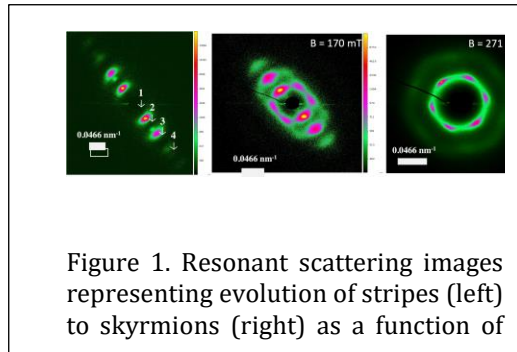 B = 170 mT
B = 271
1
2
3
4
0.0466 nm⁻¹
0.0466 nm⁻¹
0.0466 nm⁻¹
Figure 1. Resonant scattering images
representing evolution of stripes (left)
to skyrmions (right) as a function of